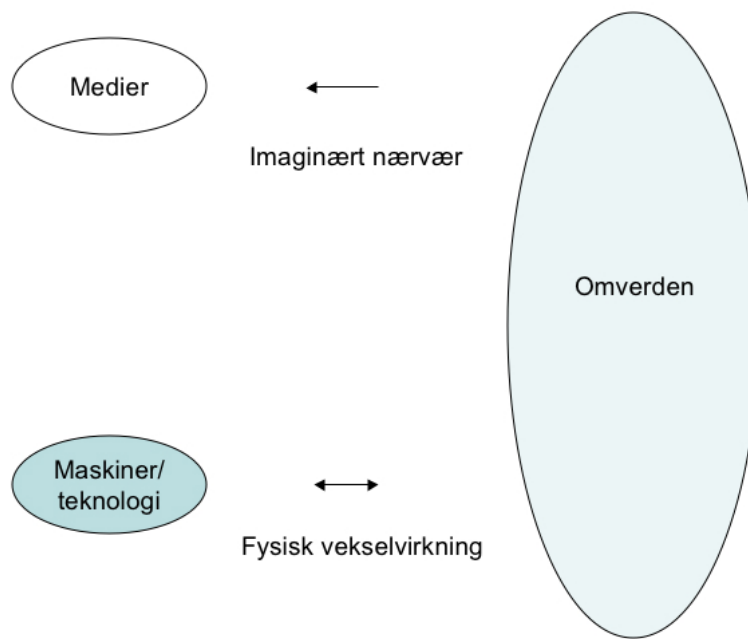 Medier
Imaginært nærvær
Omverden
Maskiner/
teknologi
Fysisk vekselvirkning